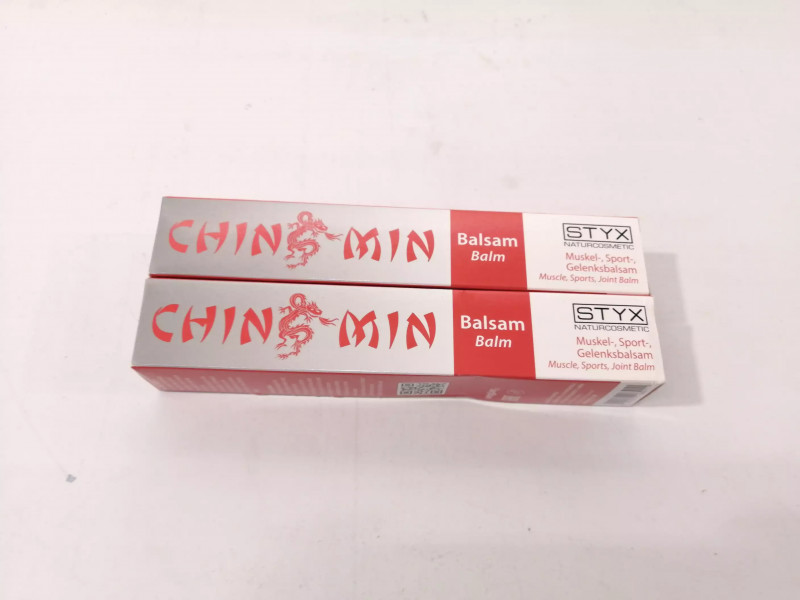 CHIN MIN
Balsam
Balm
STYX
NATURCOSMETIC
Muskel-, Sport-,
Gelenksbalsam
Muscle, Sports, Joint Balm
CHIN MIN
Balsam
Balm
STYX
NATURCOSMETIC
Muskel-, Sport-,
Gelenksbalsam
Muscle, Sports, Joint Balm